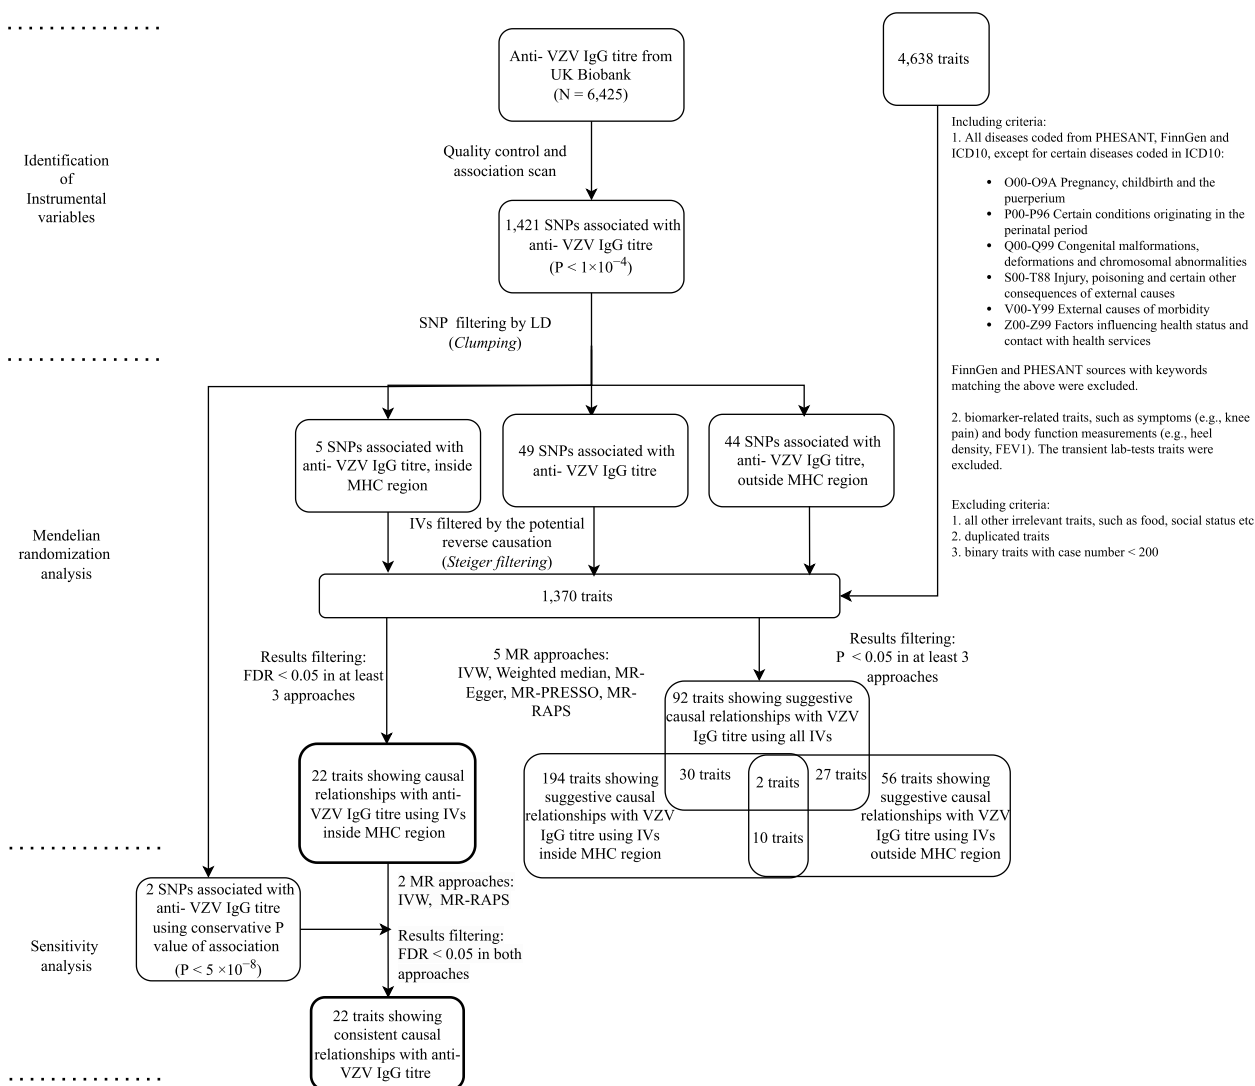 Anti- VZV IgG titre from
UK Biobank
(N = 6,425)
4,638 traits
Identification
of
Instrumental
variables
Quality control and
association scan
1,421 SNPs associated with
anti- VZV IgG titre
(P < 1×10−4)
SNP filtering by LD
(Clumping)
Including criteria:
1. All diseases coded from PHESANT, FinnGen and
ICD10, except for certain diseases coded in ICD10:
• O00-O9A Pregnancy, childbirth and the
puerperium
• P00-P96 Certain conditions originating in the
perinatal period
• Q00-Q99 Congenital malformations,
deformations and chromosomal abnormalities
• S00-T88 Injury, poisoning and certain other
consequences of external causes
• V00-Y99 External causes of morbidity
• Z00-Z99 Factors influencing health status and
contact with health services
FinnGen and PHESANT sources with keywords
matching the above were excluded.
2. biomarker-related traits, such as symptoms (e.g., knee
pain) and body function measurements (e.g., heel
density, FEV1). The transient lab-tests traits were
excluded.
Excluding criteria:
1. all other irrelevant traits, such as food, social status etc
2. duplicated traits
3. binary traits with case number < 200
Mendelian
randomization
analysis
5 SNPs associated with
anti- VZV IgG titre, inside
MHC region
49 SNPs associated with
anti- VZV IgG titre
44 SNPs associated with
anti- VZV IgG titre,
outside MHC region
IVs filtered by the potential
reverse causation
(Steiger filtering)
1,370 traits
Results filtering:
FDR < 0.05 in at least
3 approaches
5 MR approaches:
IVW, Weighted median, MR-
Egger, MR-PRESSO, MR-
RAPS
Results filtering:
P < 0.05 in at least 3
approaches
92 traits showing suggestive
causal relationships with VZV
IgG titre using all IVs
22 traits showing causal
relationships with anti-
VZV IgG titre using IVs
inside MHC region
194 traits showing
suggestive causal
relationships with VZV
IgG titre using IVs
inside MHC region
30 traits
2 traits
27 traits
10 traits
56 traits showing
suggestive causal
relationships with VZV
IgG titre using IVs
outside MHC region
Sensitivity
analysis
2 SNPs associated with
anti- VZV IgG titre
using conservative P
value of association
(P < 5 ×10−8)
2 MR approaches:
IVW, MR-RAPS
Results filtering:
FDR < 0.05 in both
approaches
22 traits showing
consistent causal
relationships with anti-
VZV IgG titre